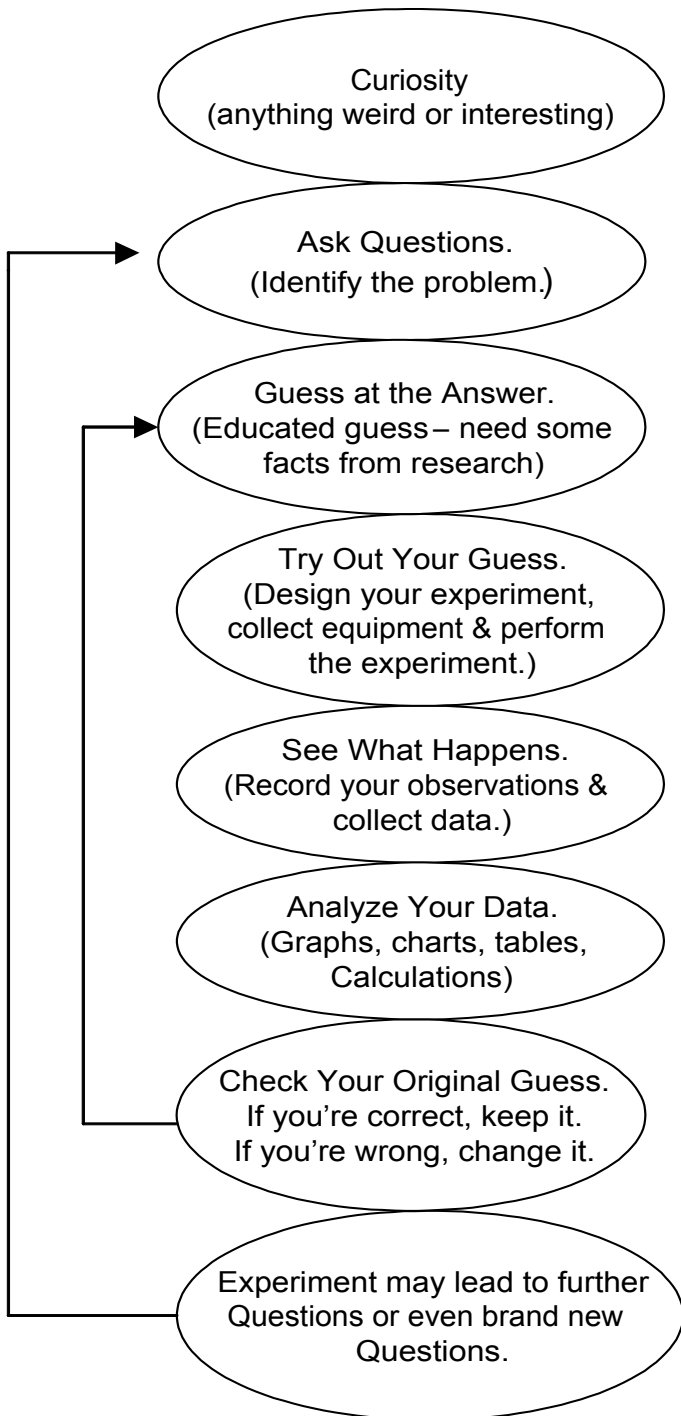 Curiosity
(anything weird or interesting)
Ask Questions.
(Identify the problem.)
Guess at the Answer.
(Educated guess – need some
facts from research)
Try Out Your Guess.
(Design your experiment,
collect equipment & perform
the experiment.)
See What Happens.
(Record your observations &
collect data.)
Analyze Your Data.
(Graphs, charts, tables,
Calculations)
Check Your Original Guess.
If you’re correct, keep it.
If you’re wrong, change it.
Experiment may lead to further
Questions or even brand new
Questions.